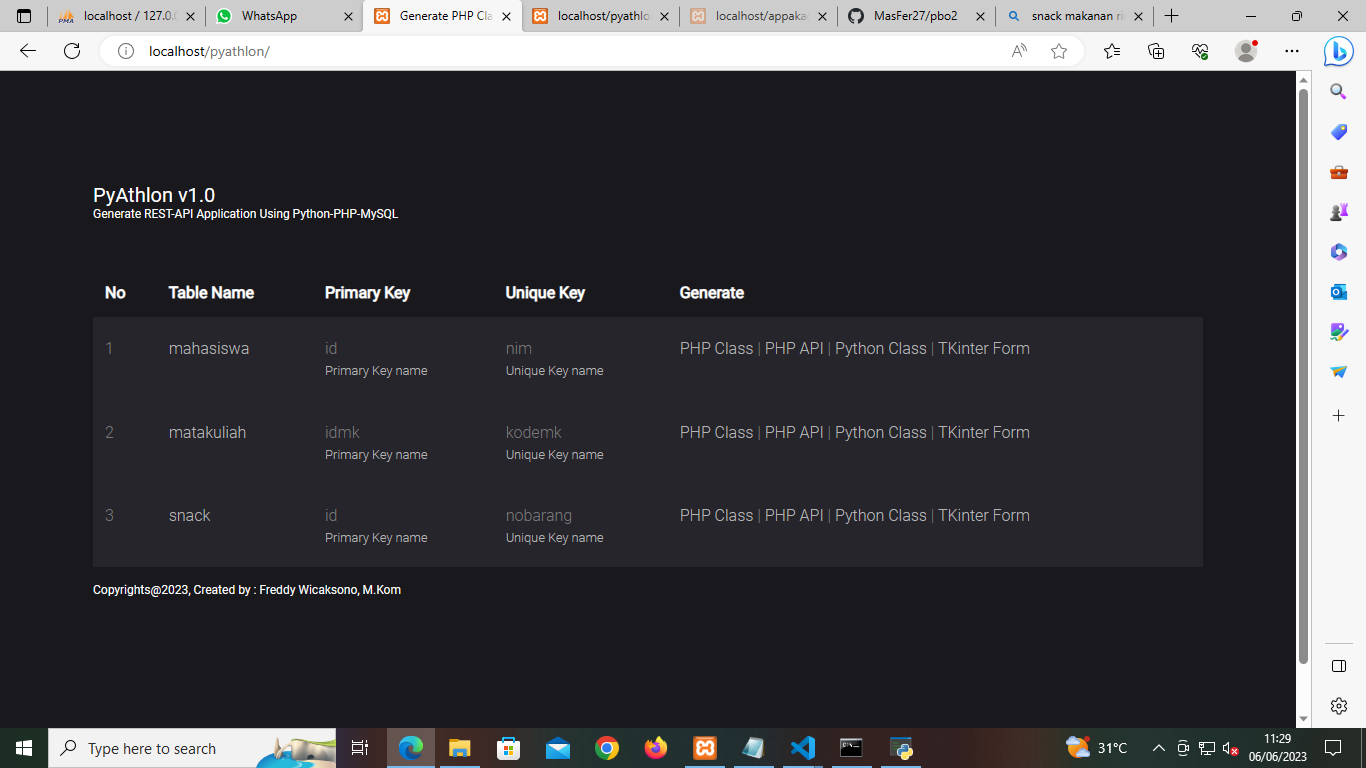 localhost / 127.0.0
WhatsApp
Generate PHP Cla
localhost/pyathlo
localhost/appakad
MasFer27/pbo2
snack makanan ri
localhost/pyathlon/
PyAthlon v1.0
Generate REST-API Application Using Python-PHP-MySQL
No Table Name Primary Key Unique Key Generate
1 mahasiswa id nim PHP Class | PHP API | Python Class | TKinter Form
Primary Key name Unique Key name
2 matakuliah idmk kodemk PHP Class | PHP API | Python Class | TKinter Form
Primary Key name Unique Key name
3 snack id nobarang PHP Class | PHP API | Python Class | TKinter Form
Primary Key name Unique Key name
Copyrights@2023, Created by : Freddy Wicaksono, M.Kom
Type here to search
31°C
11:29
06/06/2023